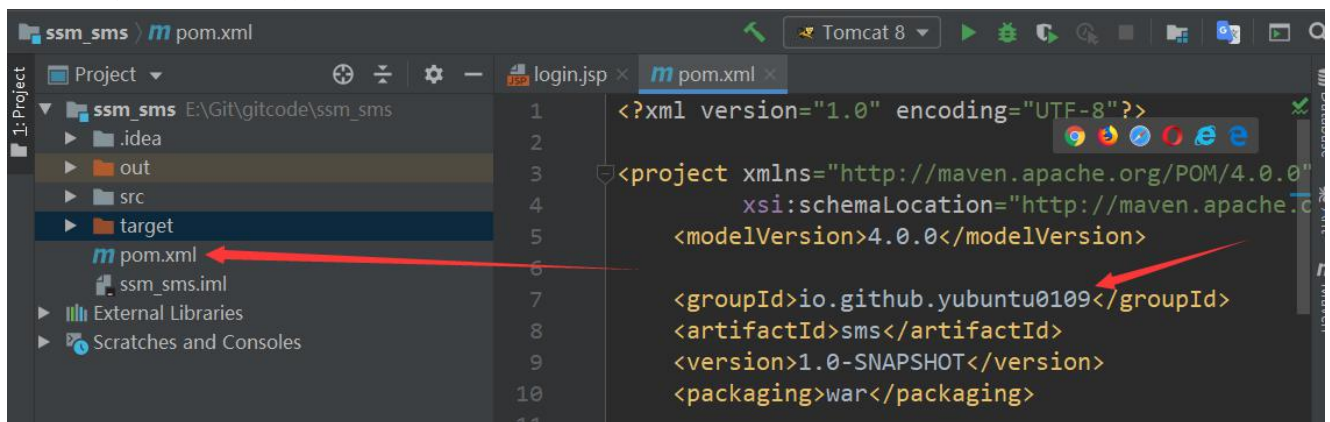 ssm_sms pom.xml Tomcat 8
1: Project
Project login.jsp pom.xml
ssm_sms E:\Git\gitcode\ssm_sms
.idea
out
src
target
pom.xml
ssm_sms.iml
External Libraries
Scratches and Consoles
1 <?xml version="1.0" encoding="UTF-8"?>
2
3 <project xmlns="http://maven.apache.org/POM/4.0.0"
4 xsi:schemaLocation="http://maven.apache.o
5 <modelVersion>4.0.0</modelVersion>
6
7 <groupId>io.github.yubuntu0109</groupId>
8 <artifactId>sms</artifactId>
9 <version>1.0-SNAPSHOT</version>
10 <packaging>war</packaging>